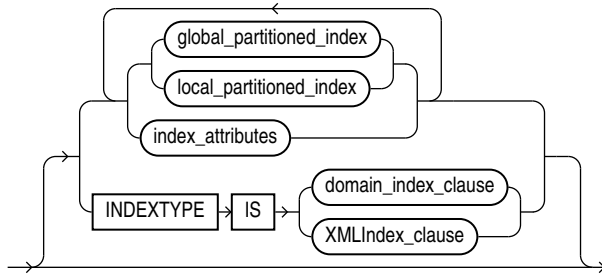 global_partitioned_index
local_partitioned_index
index_attributes
domain_index_clause
INDEXTYPE IS
XMLIndex_clause